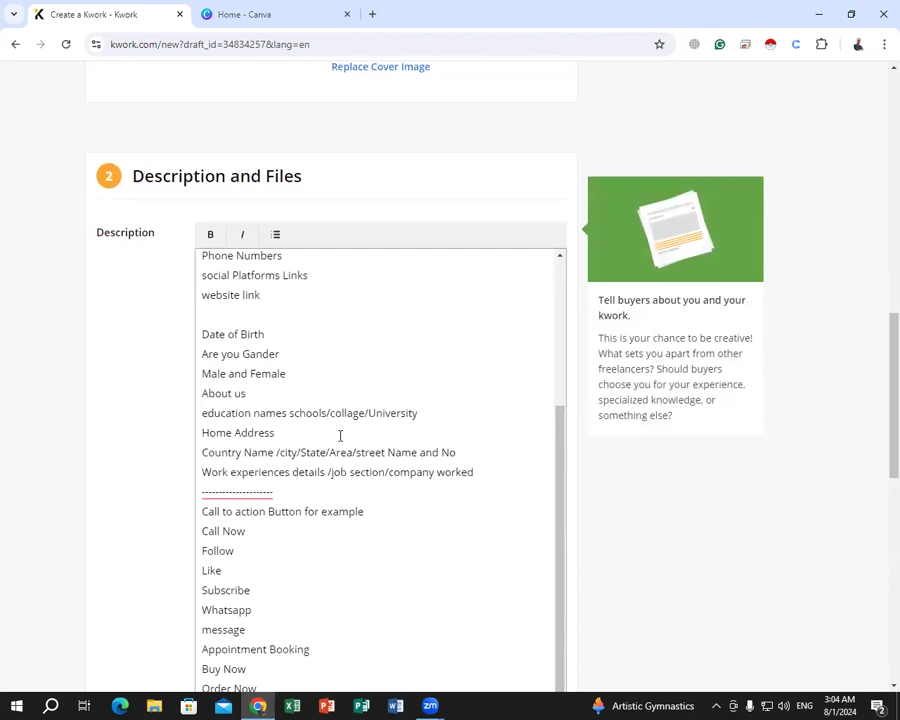 Create a Kwork - Kwork
Home - Canva
kwork.com/new?draft_id=34834257&lang=en
Replace Cover Image
2 Description and Files
Description
B I
Phone Numbers
social Platforms Links
website link
Date of Birth
Are you Gander
Male and Female
About us
education names schools/collage/University
Home Address
Country Name /city/State/Area/street Name and No
Work experiences details /job section/company worked
---------------------
Call to action Button for example
Call Now
Follow
Like
Subscribe
Whatsapp
message
Appointment Booking
Buy Now
Order Now
Tell buyers about you and your
kwork.
This is your chance to be creative!
What sets you apart from other
freelancers? Should buyers
choose you for your experience,
specialized knowledge, or
something else?
Artistic Gymnastics
3:04 AM
8/1/2024
2